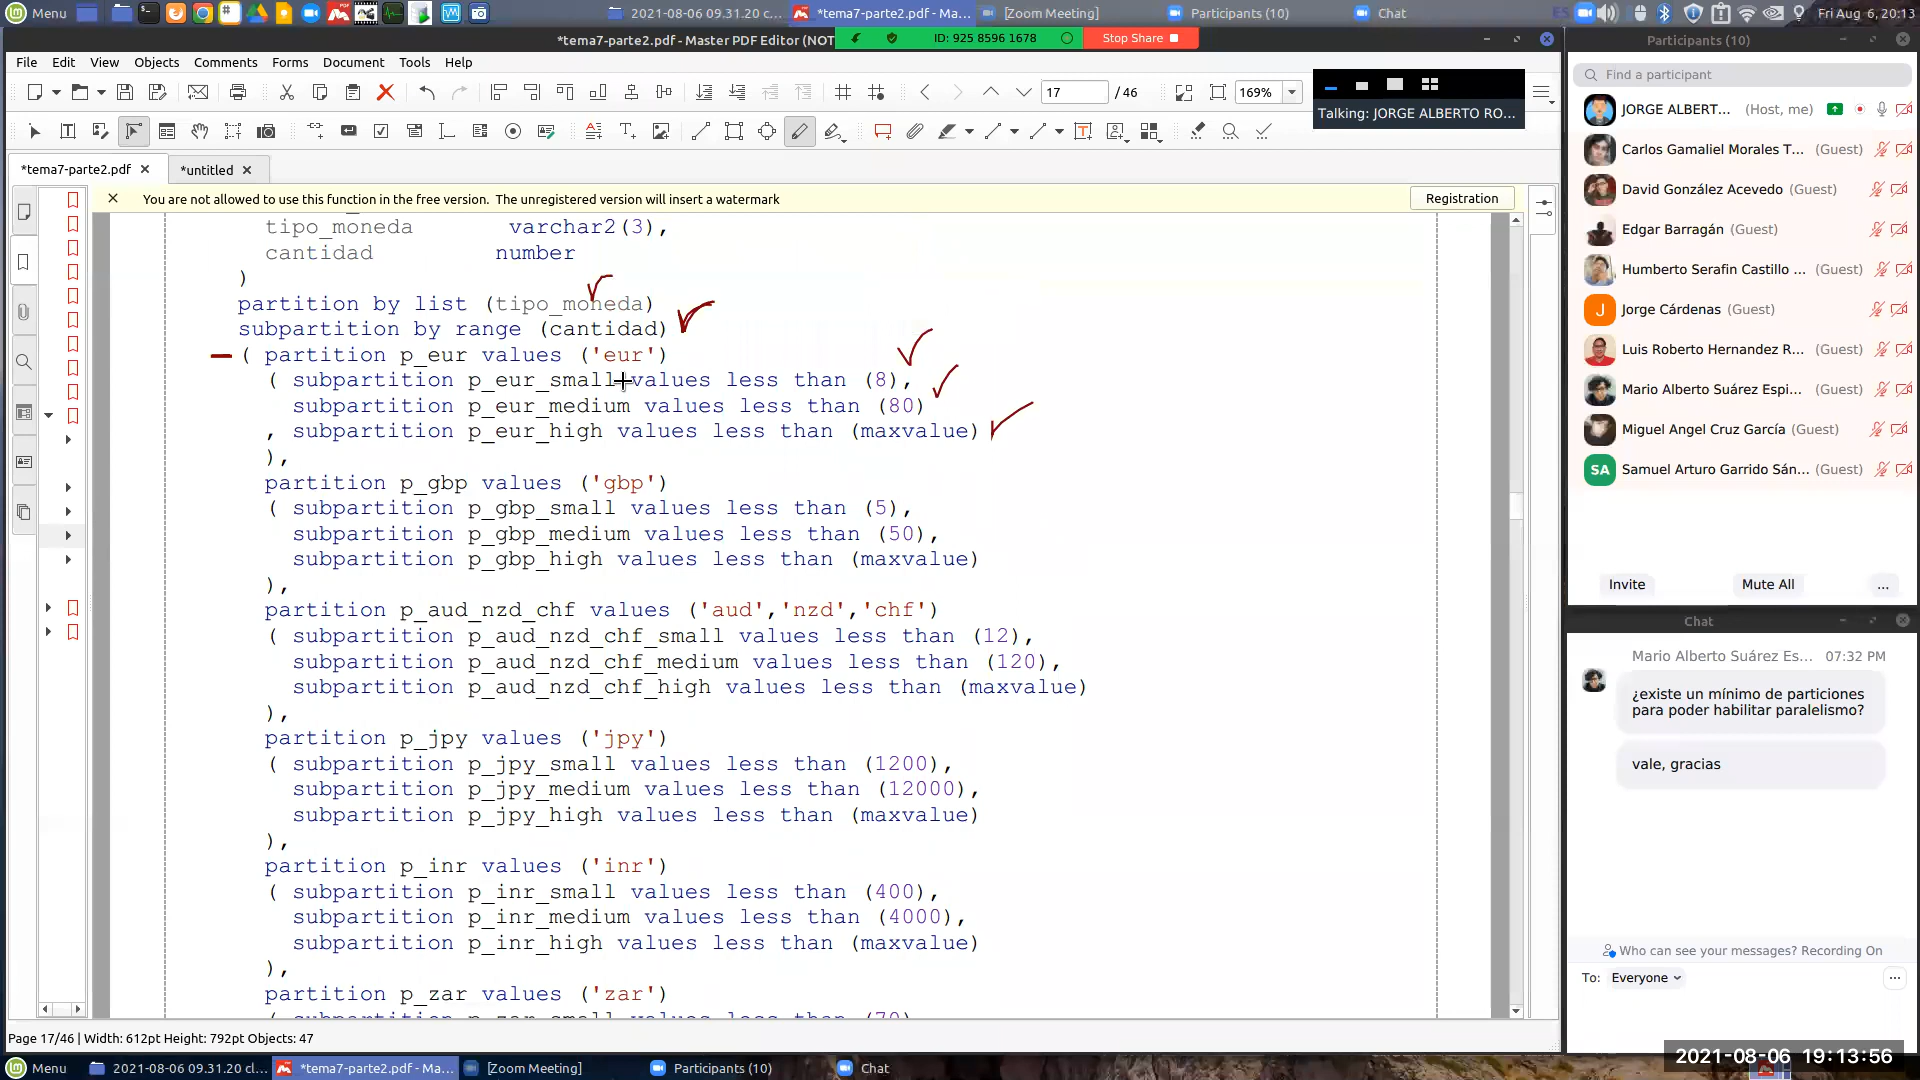 Menu
2021-08-06 09.31.20 c...
*tema7-parte2.pdf - Ma...
[Zoom Meeting]
Participants (10)
Chat
ES
Fri Aug 6, 20:13
*tema7-parte2.pdf - Master PDF Editor (NOT
ID: 925 8596 1678
Stop Share
File Edit View Objects Comments Forms Document Tools Help
17 / 46
169%
Talking: JORGE ALBERTO RO...
*tema7-parte2.pdf
*untitled
You are not allowed to use this function in the free version. The unregistered version will insert a watermark
Registration
tipo_moneda varchar2(3),
cantidad number
)
partition by list (tipo_moneda)
subpartition by range (cantidad)
( partition p_eur values ('eur')
( subpartition p_eur_small values less than (8),
subpartition p_eur_medium values less than (80)
, subpartition p_eur_high values less than (maxvalue)
),
partition p_gbp values ('gbp')
( subpartition p_gbp_small values less than (5),
subpartition p_gbp_medium values less than (50),
subpartition p_gbp_high values less than (maxvalue)
),
partition p_aud_nzd_chf values ('aud','nzd','chf')
( subpartition p_aud_nzd_chf_small values less than (12),
subpartition p_aud_nzd_chf_medium values less than (120),
subpartition p_aud_nzd_chf_high values less than (maxvalue)
),
partition p_jpy values ('jpy')
( subpartition p_jpy_small values less than (1200),
subpartition p_jpy_medium values less than (12000),
subpartition p_jpy_high values less than (maxvalue)
),
partition p_inr values ('inr')
( subpartition p_inr_small values less than (400),
subpartition p_inr_medium values less than (4000),
subpartition p_inr_high values less than (maxvalue)
),
partition p_zar values ('zar')
( subpartition p_zar_small values less than (70),
Page 17/46 | Width: 612pt Height: 792pt Objects: 47
Participants (10)
Find a participant
JORGE ALBERT... (Host, me)
Carlos Gamaliel Morales T... (Guest)
David González Acevedo (Guest)
Edgar Barragán (Guest)
Humberto Serafin Castillo ... (Guest)
J Jorge Cárdenas (Guest)
Luis Roberto Hernandez R... (Guest)
Mario Alberto Suárez Espi... (Guest)
Miguel Angel Cruz García (Guest)
SA Samuel Arturo Garrido Sán... (Guest)
Invite
Mute All
...
Chat
Mario Alberto Suárez Es... 07:32 PM
¿existe un mínimo de particiones
para poder habilitar paralelismo?
vale, gracias
Who can see your messages? Recording On
To: Everyone
Menu
2021-08-06 09.31.20 cl...
*tema7-parte2.pdf - Ma...
[Zoom Meeting]
Participants (10)
Chat
2021-08-06 19:13:56